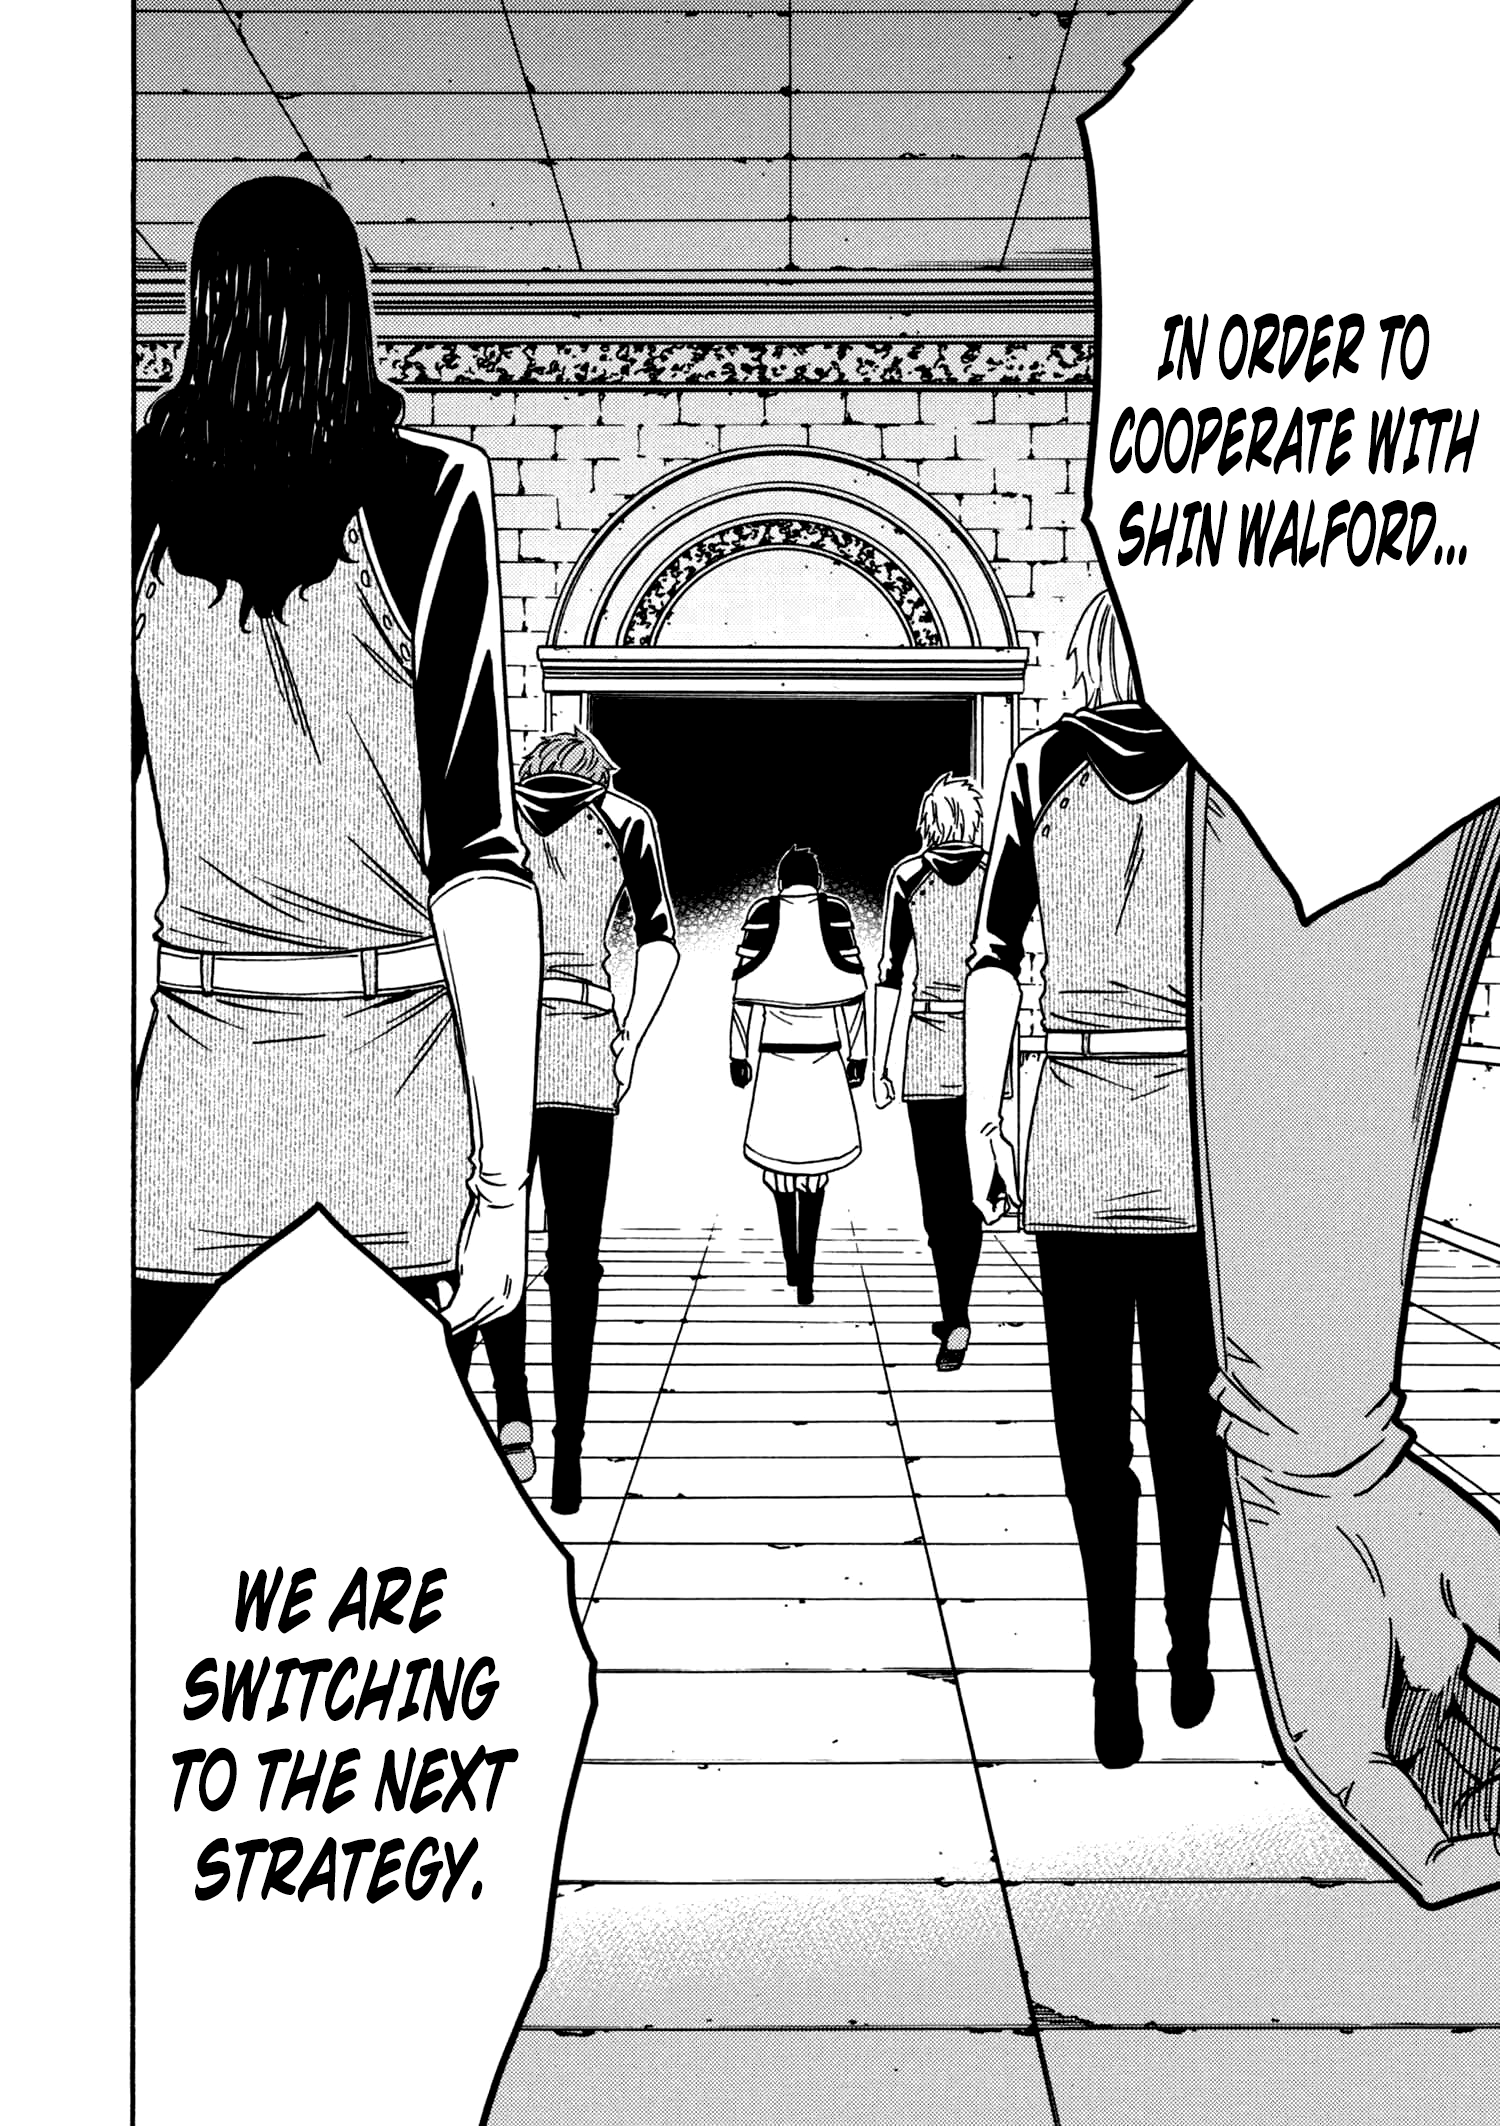 IN ORDER TO
COOPERATE WITH
SHIN WALFORD...
WE ARE
SWITCHING
TO THE NEXT
STRATEGY.